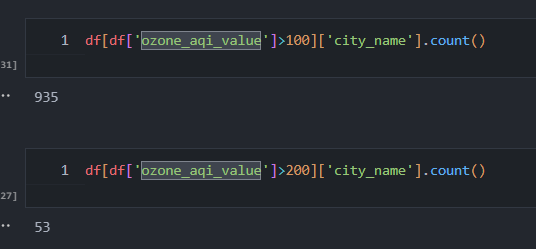 1 df[df['ozone_aqi_value']>100]['city_name'].count()
31]
935
1 df[df['ozone_aqi_value']>200]['city_name'].count()
27]
53